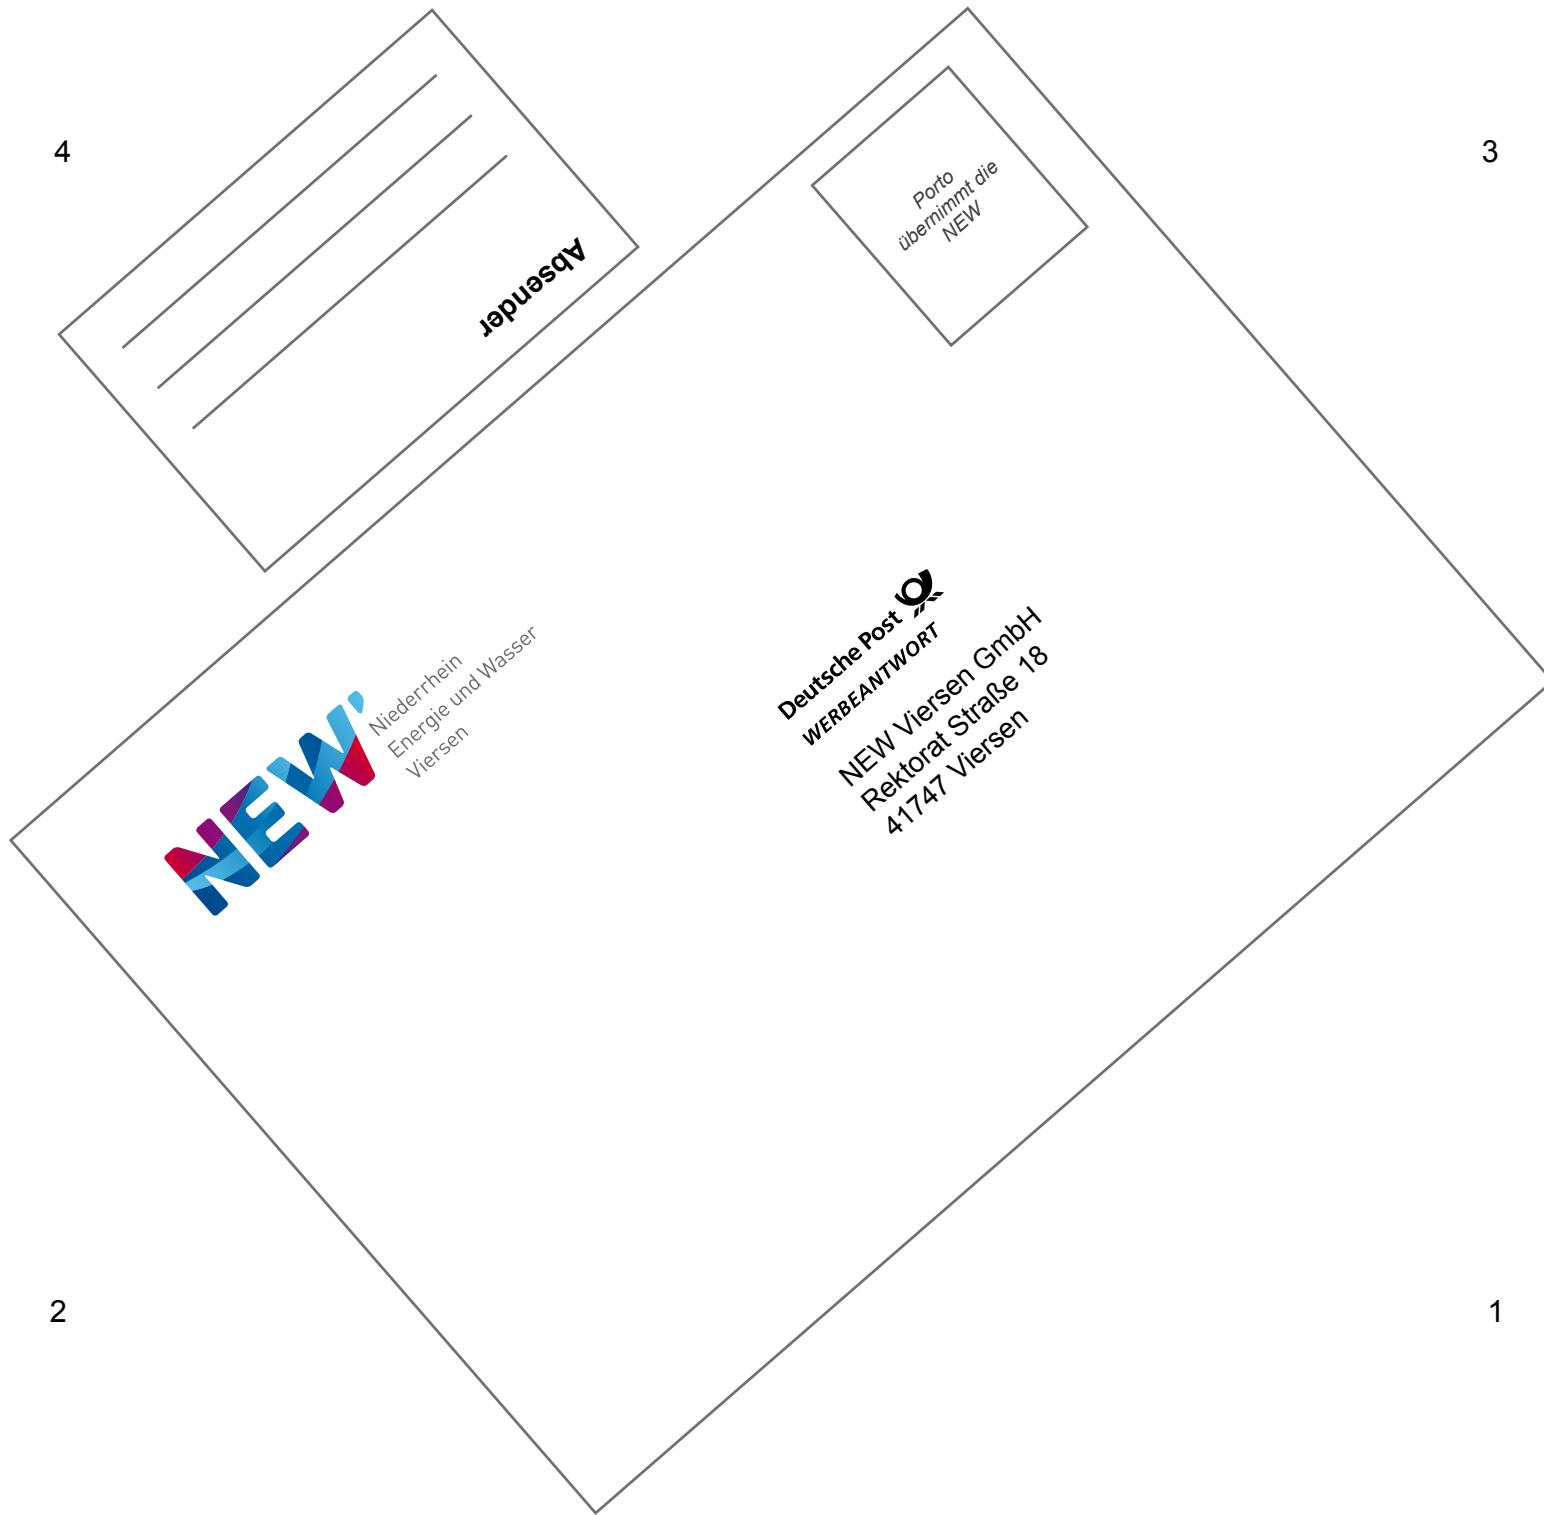 4
3
Absender
Porto
übernimmt die
NEW
NEW
Niederrhein
Energie und Wasser
Viersen
Deutsche Post
WERBEANTWORT
NEW Viersen GmbH
Rektorat Straße 18
41747 Viersen
2
1